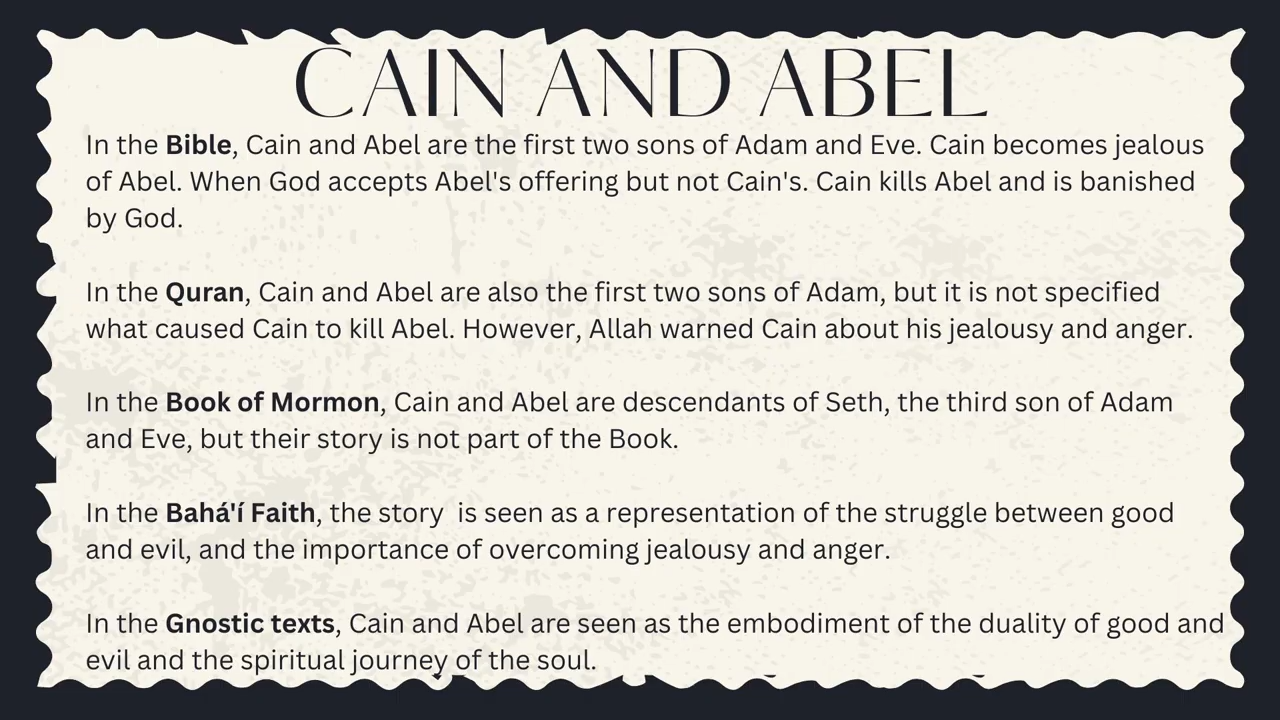 CAIN AND ABEL
In the Bible, Cain and Abel are the first two sons of Adam and Eve. Cain becomes jealous
of Abel. When God accepts Abel's offering but not Cain's. Cain kills Abel and is banished
by God.
In the Quran, Cain and Abel are also the first two sons of Adam, but it is not specified
what caused Cain to kill Abel. However, Allah warned Cain about his jealousy and anger.
In the Book of Mormon, Cain and Abel are descendants of Seth, the third son of Adam
and Eve, but their story is not part of the Book.
In the Bahá'í Faith, the story  is seen as a representation of the struggle between good
and evil, and the importance of overcoming jealousy and anger.
In the Gnostic texts, Cain and Abel are seen as the embodiment of the duality of good and
evil and the spiritual journey of the soul.